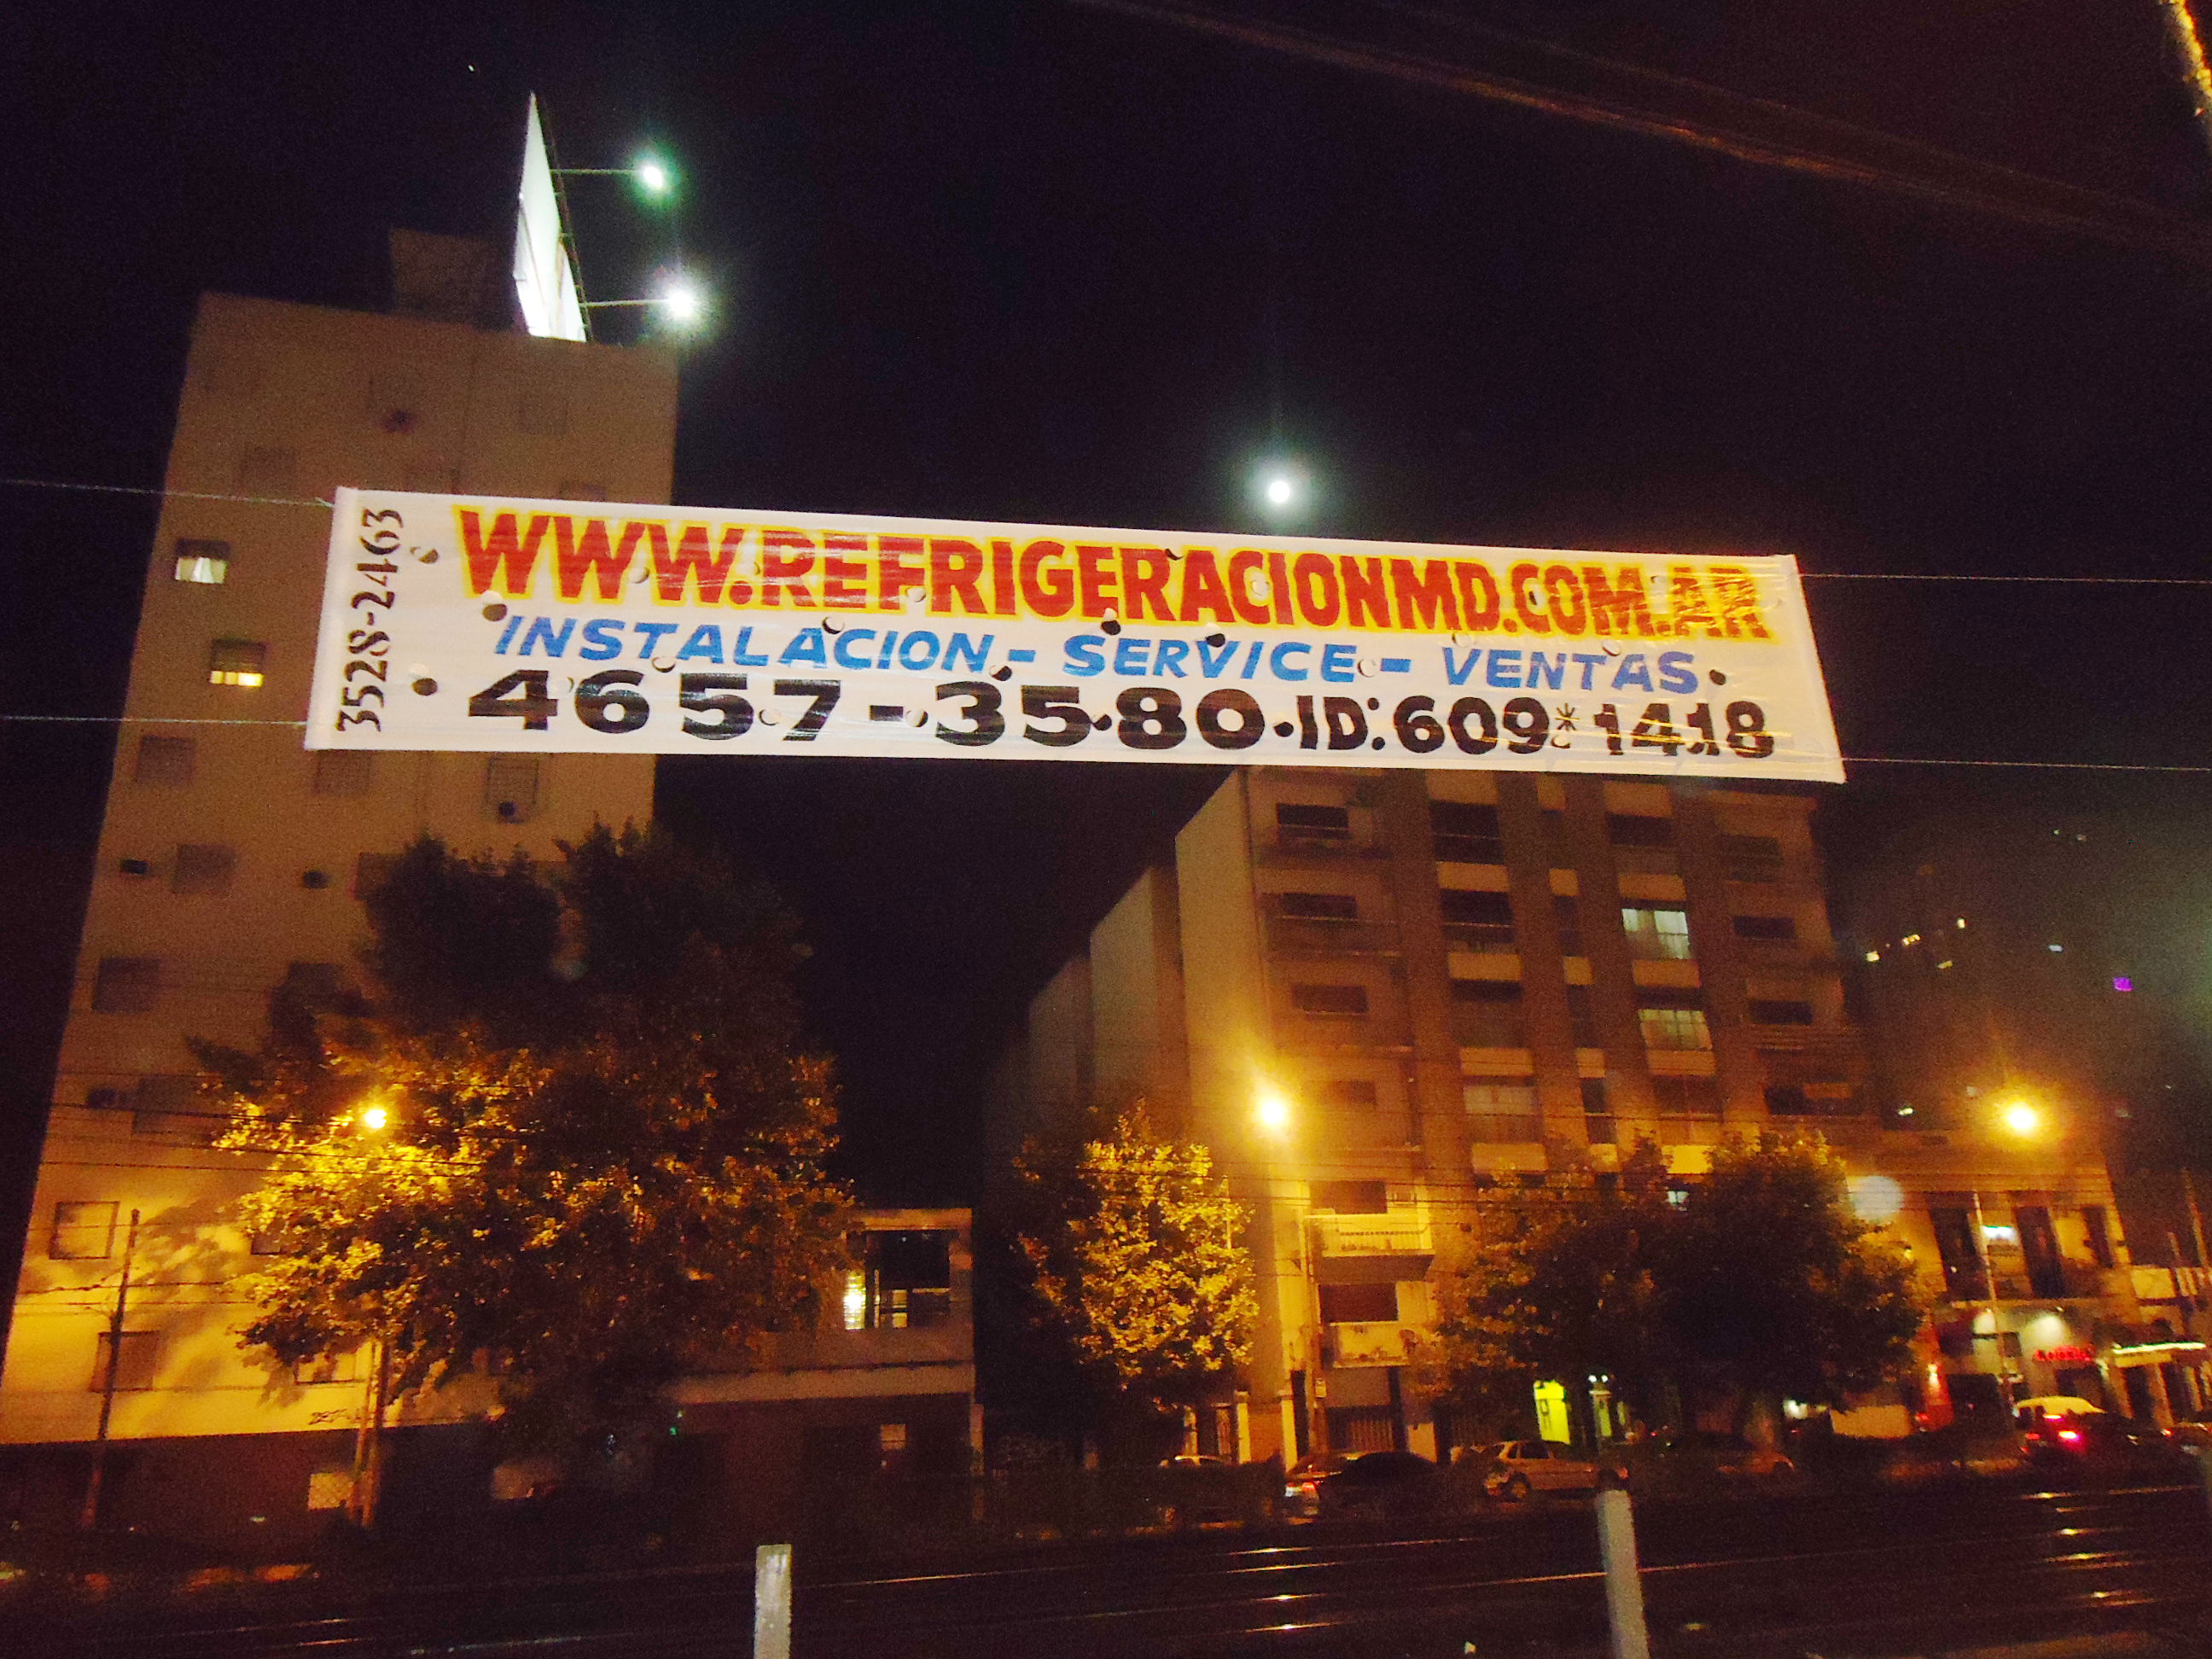 3528-2463
WWW.REFRIGERACIONMD.COM.AR
INSTALACION - SERVICE - VENTAS
4657-3580.ID:609*1418